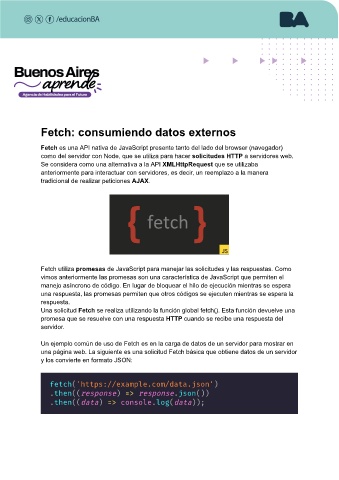 /educacionBA
BA
Buenos Aires
aprende
Agencia de Habilidades para el Futuro
Fetch: consumiendo datos externos
Fetch es una API nativa de JavaScript presente tanto del lado del browser (navegador)
como del servidor con Node, que se utiliza para hacer solicitudes HTTP a servidores web.
Se considera como una alternativa a la API XMLHttpRequest que se utilizaba
anteriormente para interactuar con servidores, es decir, un reemplazo a la manera
tradicional de realizar peticiones AJAX.
{ fetch }
JS
Fetch utiliza promesas de JavaScript para manejar las solicitudes y las respuestas. Como
vimos anteriormente las promesas son una característica de JavaScript que permiten el
manejo asíncrono de código. En lugar de bloquear el hilo de ejecución mientras se espera
una respuesta, las promesas permiten que otros códigos se ejecuten mientras se espera la
respuesta.
Una solicitud Fetch se realiza utilizando la función global fetch(). Esta función devuelve una
promesa que se resuelve con una respuesta HTTP cuando se recibe una respuesta del
servidor.
Un ejemplo común de uso de Fetch es en la carga de datos de un servidor para mostrar en
una página web. La siguiente es una solicitud Fetch básica que obtiene datos de un servidor
y los convierte en formato JSON:
fetch('https://example.com/data.json')
.then((response) => response.json())
.then((data) => console.log(data));